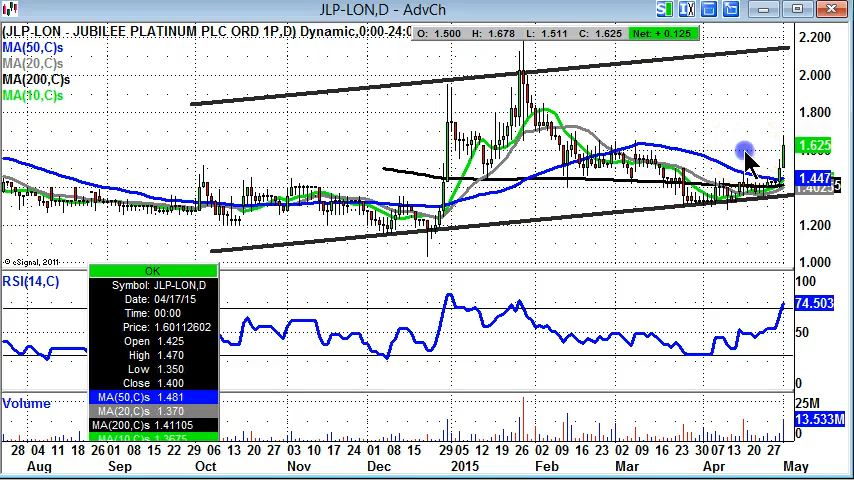 JLP-LON,D - AdvCh
(JLP-LON - JUBILEE PLATINUM PLC ORD 1P,D) Dynamic,0:00-24:0
O: 1.500 H: 1.678 L: 1.511 C: 1.625 Net: + 0.125
MA(50,C)s
MA(20,C)s
MA(200,C)s
MA(10,C)s
2.200
2.000
1.800
1.625
1.447
1.200
1.000
© eSignal, 2011
OK
Symbol: JLP-LON,D
Date: 04/17/15
Time: 00:00
Price: 1.60112602
Open 1.425
High 1.470
Low 1.350
Close 1.400
MA(50,C)s 1.481
MA(20,C)s 1.370
MA(200,C)s 1.41105
MA(10,C)s 1.3675
RSI(14,C)
100
74.503
50
0
Volume
25M
13.533M
0
28 04 11 18 26 01 08 15 22 01 06 13 20 27 03 10 17 24 01 08 15 29 05 12 19 26 02 09 16 02 09 16 23 30 07 13 20 27
Aug Sep Oct Nov Dec 2015 Feb Mar Apr May